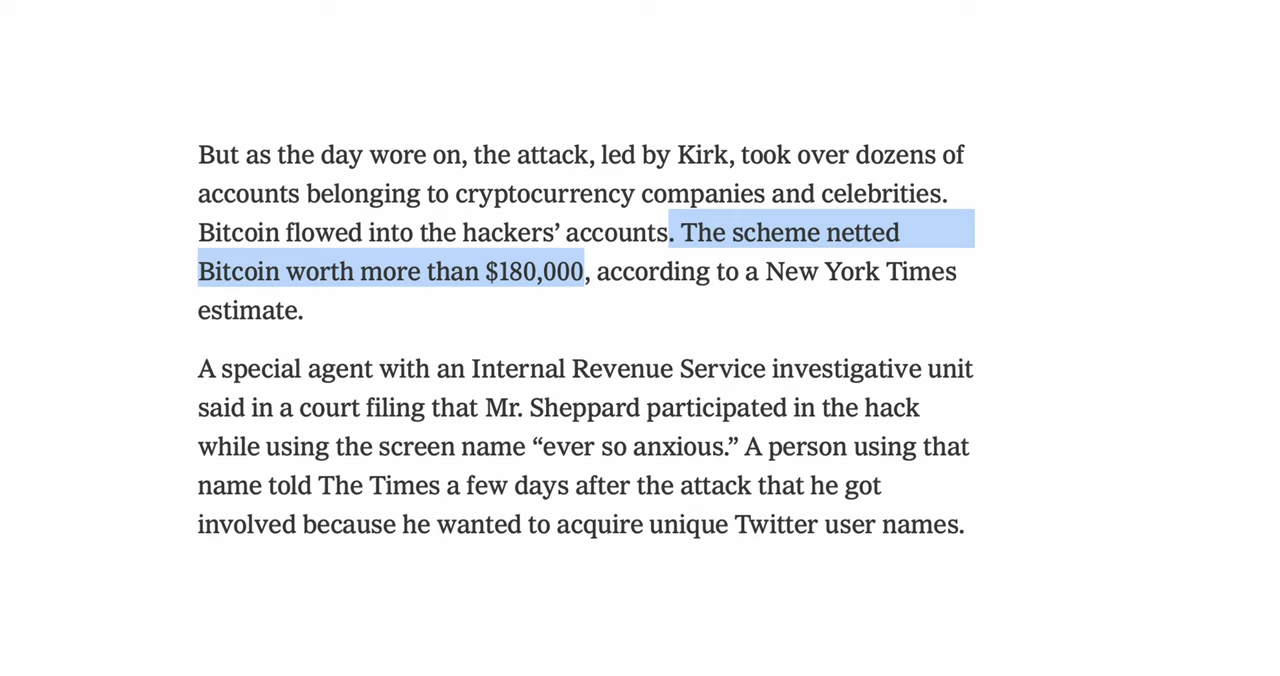 But as the day wore on, the attack, led by Kirk, took over dozens of
accounts belonging to cryptocurrency companies and celebrities.
Bitcoin flowed into the hackers’ accounts. The scheme netted
Bitcoin worth more than $180,000, according to a New York Times
estimate.
A special agent with an Internal Revenue Service investigative unit
said in a court filing that Mr. Sheppard participated in the hack
while using the screen name “ever so anxious.” A person using that
name told The Times a few days after the attack that he got
involved because he wanted to acquire unique Twitter user names.